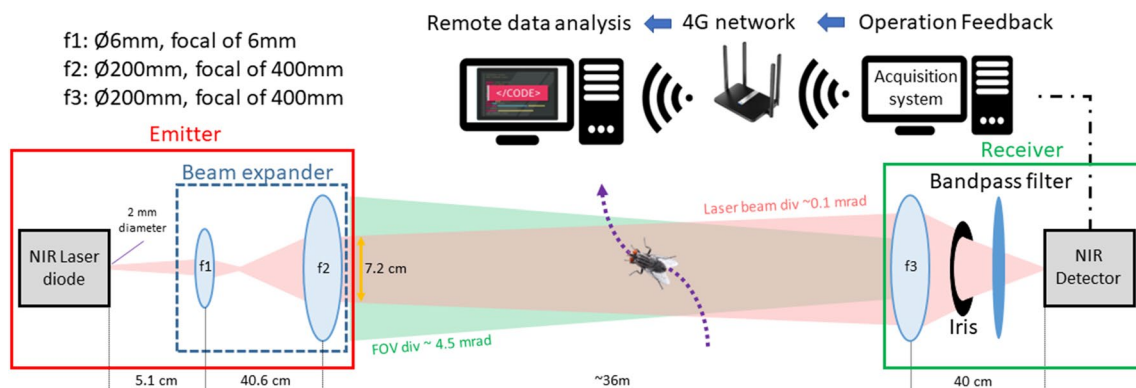 Remote data analysis
4G network
Operation Feedback
f1: Ø6mm, focal of 6mm
f2: Ø200mm, focal of 400mm
f3: Ø200mm, focal of 400mm
</CODE>
Acquisition
system
Emitter
Receiver
Beam expander
Bandpass filter
2 mm
diameter
Laser beam div ~0.1 mrad
NIR Laser
diode
f1
f2
7.2 cm
f3
NIR
Detector
Iris
FOV div ~ 4.5 mrad
5.1 cm
40.6 cm
~36m
40 cm